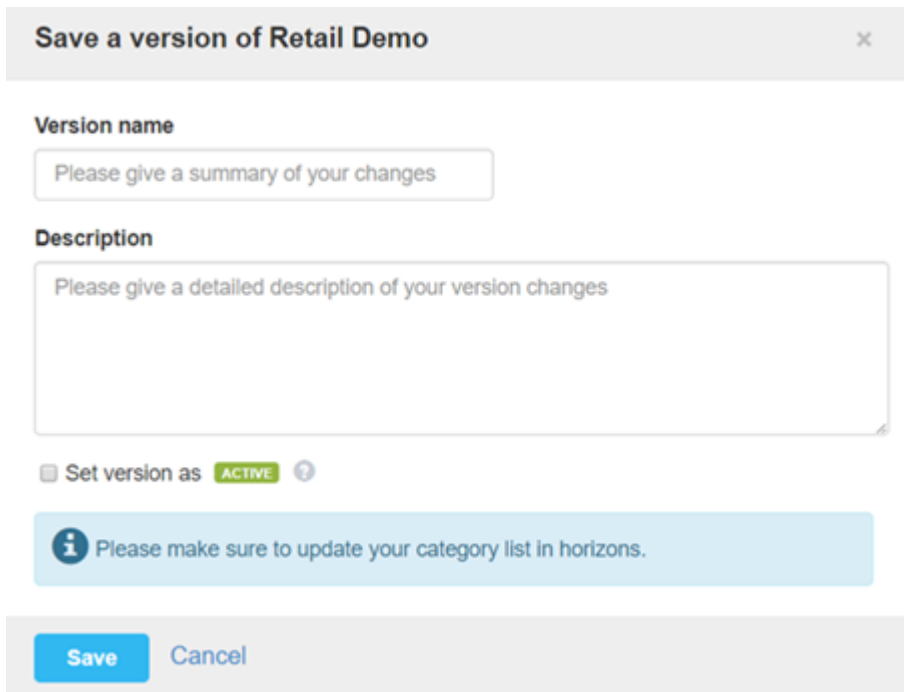 Save a version of Retail Demo
×
Version name
Please give a summary of your changes
Description
Please give a detailed description of your version changes
Set version as ACTIVE ?
i Please make sure to update your category list in horizons.
Save Cancel